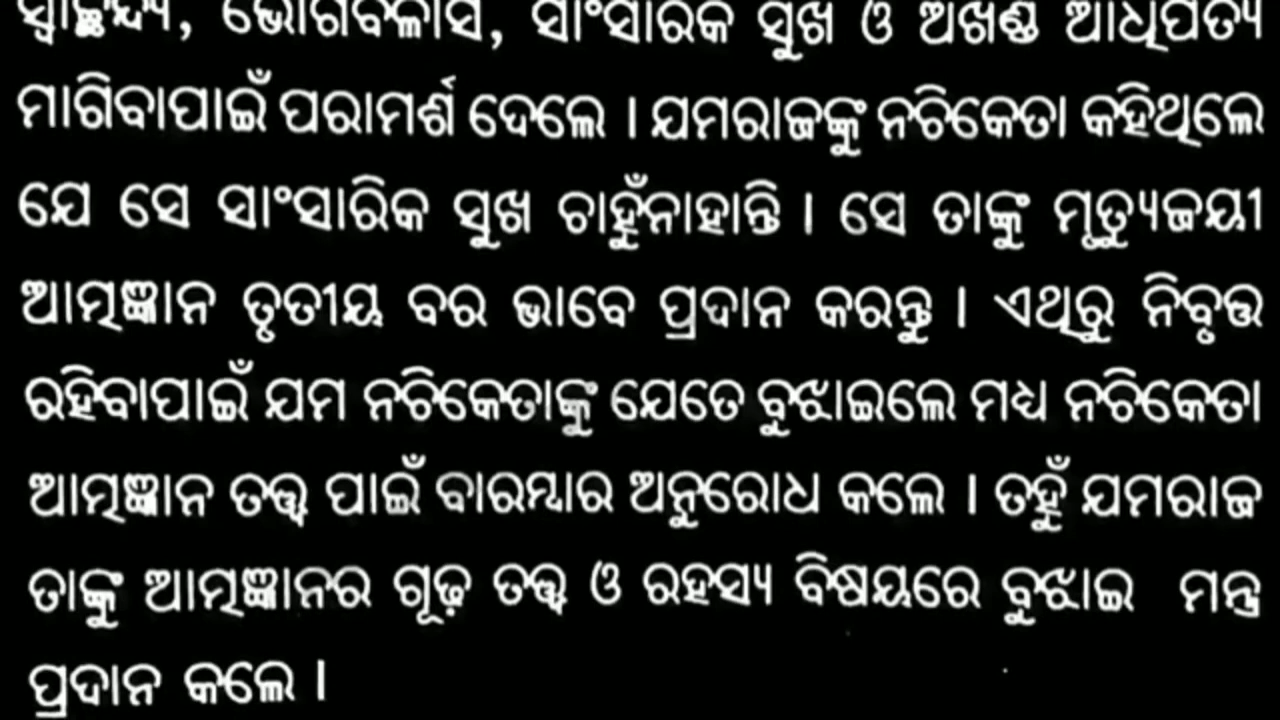 ସ୍ୱାଚ୍ଛନ୍ଦ୍ୟ, ଭୋଗବିଳାସ, ସାଂସାରିକ ସୁଖ ଓ ଅଖଣ୍ଡ ଆଧିପତ୍ୟ
ମାଗିବାପାଇଁ ପରାମର୍ଶ ଦେଲେ । ଯମରାଜଙ୍କୁ ନଚିକେତା କହିଥିଲେ
ଯେ ସେ ସାଂସାରିକ ସୁଖ ଚାହୁଁନାହାନ୍ତି । ସେ ତାଙ୍କୁ ମୃତ୍ୟୁଜୟୀ
ଆତ୍ମଜ୍ଞାନ ତୃତୀୟ ବର ଭାବେ ପ୍ରଦାନ କରନ୍ତୁ । ଏଥିରୁ ନିବୃତ୍ତ
ରହିବାପାଇଁ ଯମ ନଚିକେତାଙ୍କୁ ଯେତେ ବୁଝାଇଲେ ମଧ୍ୟ ନଚିକେତା
ଆତ୍ମଜ୍ଞାନ ତତ୍ତ୍ୱ ପାଇଁ ବାରମ୍ବାର ଅନୁରୋଧ କଲେ । ତହୁଁ ଯମରାଜ
ତାଙ୍କୁ ଆତ୍ମଜ୍ଞାନର ଗୂଢ଼ ତତ୍ତ୍ୱ ଓ ରହସ୍ୟ ବିଷୟରେ ବୁଝାଇ ମନ୍ତ୍ର
ପ୍ରଦାନ କଲେ ।